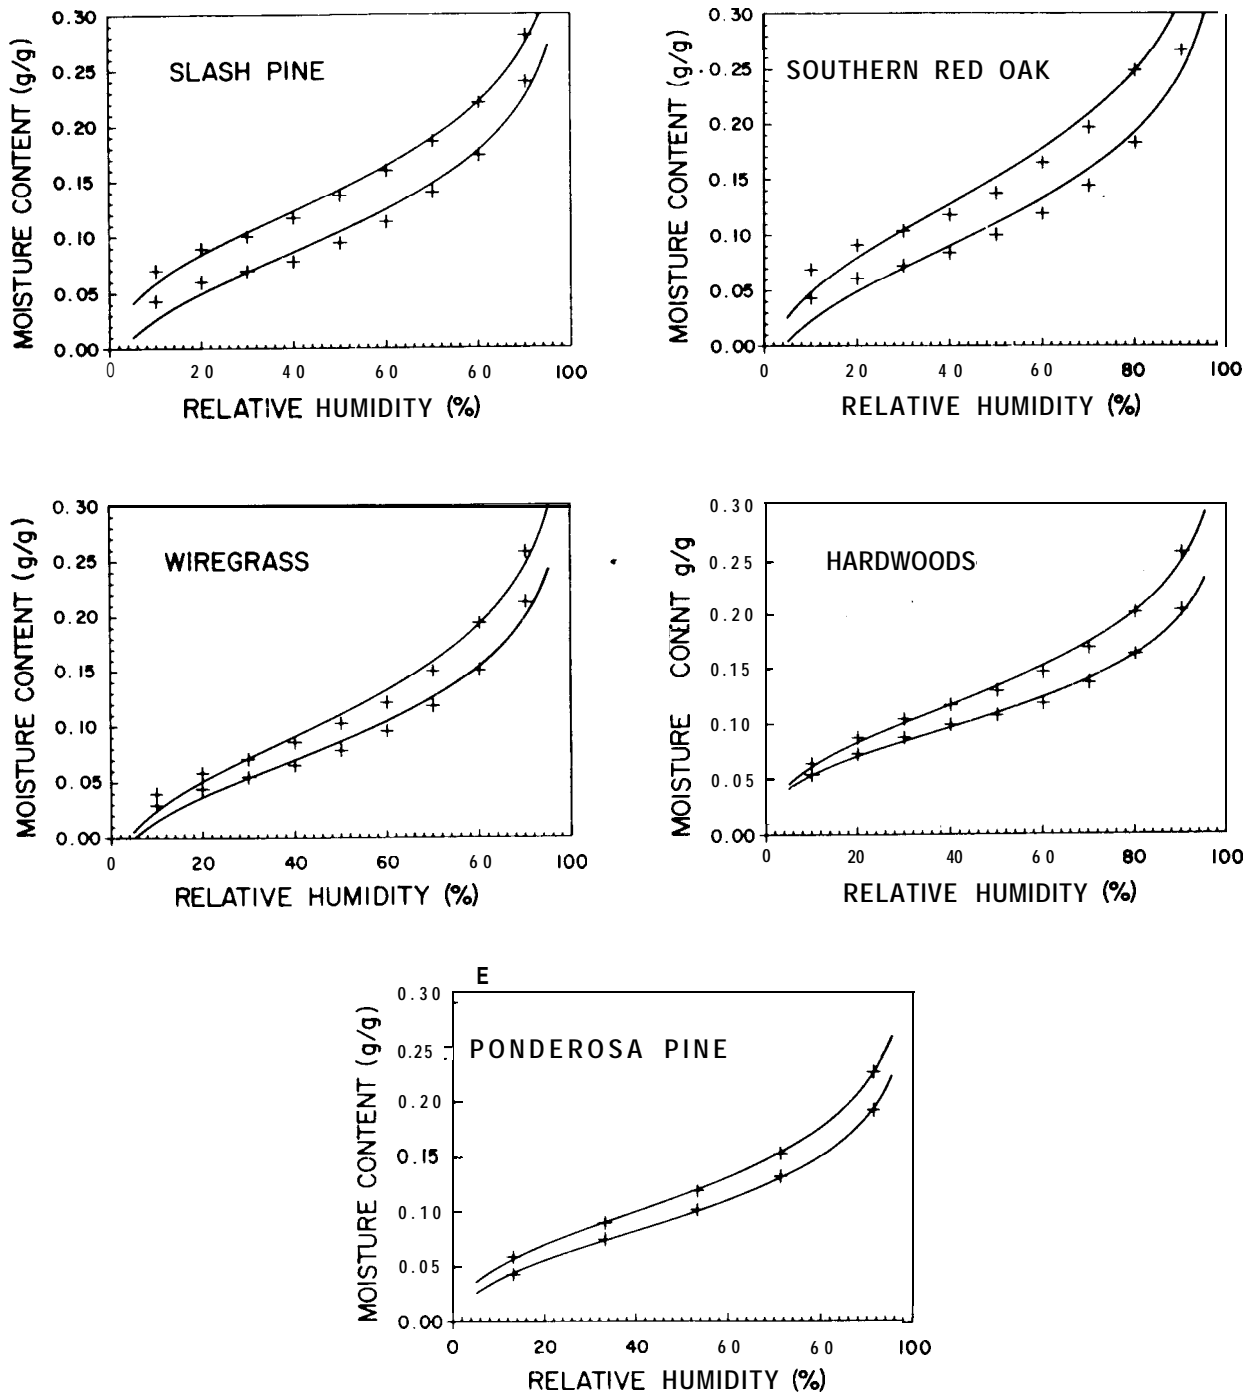 SLASH PINE
MOISTURE CONTENT (g/g)
0.30
0.25
0.20
0.15
0.10
0.05
0.00
0 20 40 60 60 100
RELATIVE HUMIDITY (%)
SOUTHERN RED OAK
MOISTURE CONTENT (g/g)
0.30
0.25
0.20
0.15
0.10
0.05
0.00
0 20 40 60 80 100
RELATIVE HUMIDITY (%)
WIREGRASS
MOISTURE CONTENT (g/g)
0.30
0.25
0.20
0.15
0.10
0.05
0.00
0 20 40 60 60 100
RELATIVE HUMIDITY (%)
HARDWOODS
MOISTURE CONENT g/g
0.30
0.25
0.20
0.15
0.10
0.05
0.00
0 20 40 60 80 100
RELATIVE HUMIDITY (%)
E
PONDEROSA PINE
MOISTURE CONTENT (g/g)
0.30
0.25
0.20
0.15
0.10
0.05
0.00
0 20 40 60 60 100
RELATIVE HUMIDITY (%)